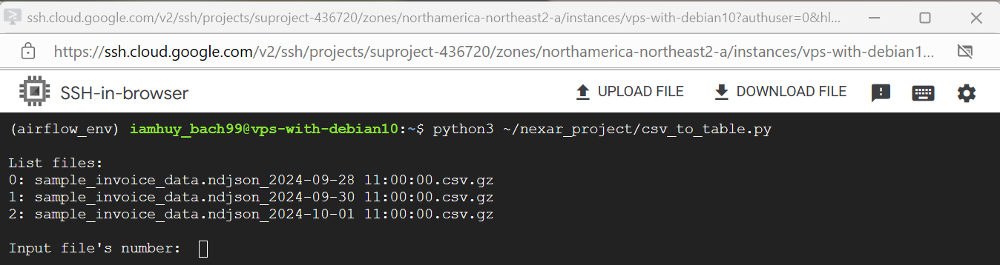 ssh.cloud.google.com/v2/ssh/projects/suproject-436720/zones/northamerica-northeast2-a/instances/vps-with-debian10?authuser=0&hl...
https://ssh.cloud.google.com/v2/ssh/projects/suproject-436720/zones/northamerica-northeast2-a/instances/vps-with-debian1...
SSH-in-browser UPLOAD FILE DOWNLOAD FILE
(airflow_env) iamhuy_bach99@vps-with-debian10:~$ python3 ~/nexar_project/csv_to_table.py
List files:
0: sample_invoice_data.ndjson_2024-09-28 11:00:00.csv.gz
1: sample_invoice_data.ndjson_2024-09-30 11:00:00.csv.gz
2: sample_invoice_data.ndjson_2024-10-01 11:00:00.csv.gz
Input file's number: